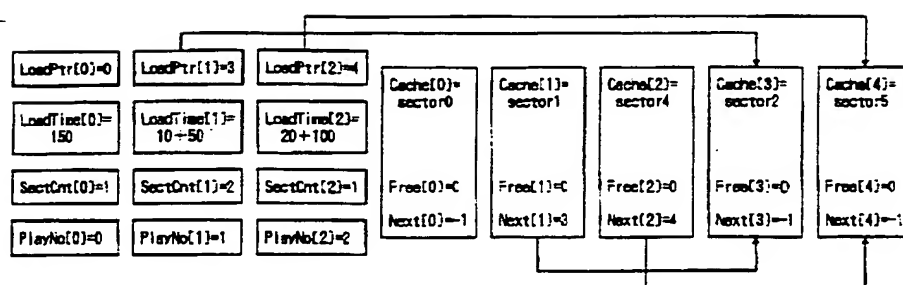 LoadPtr[0]=0
LoadPtr[1]=3
LoadPtr[2]=4
LoadTime[0]=
150
LoadTime[1]=
10+50
LoadTime[2]=
20+100
SectCnt[0]=1
SectCnt[1]=2
SectCnt[2]=1
PlayNo[0]=0
PlayNo[1]=1
PlayNo[2]=2
Cache[0]=
sector0
Free[0]=0
Next[0]=-1
Cache[1]=
sector1
Free[1]=0
Next[1]=3
Cache[2]=
sector4
Free[2]=0
Next[2]=4
Cache[3]=
sector2
Free[3]=0
Next[3]=-1
Cache[4]=
sector5
Free[4]=0
Next[4]=-1